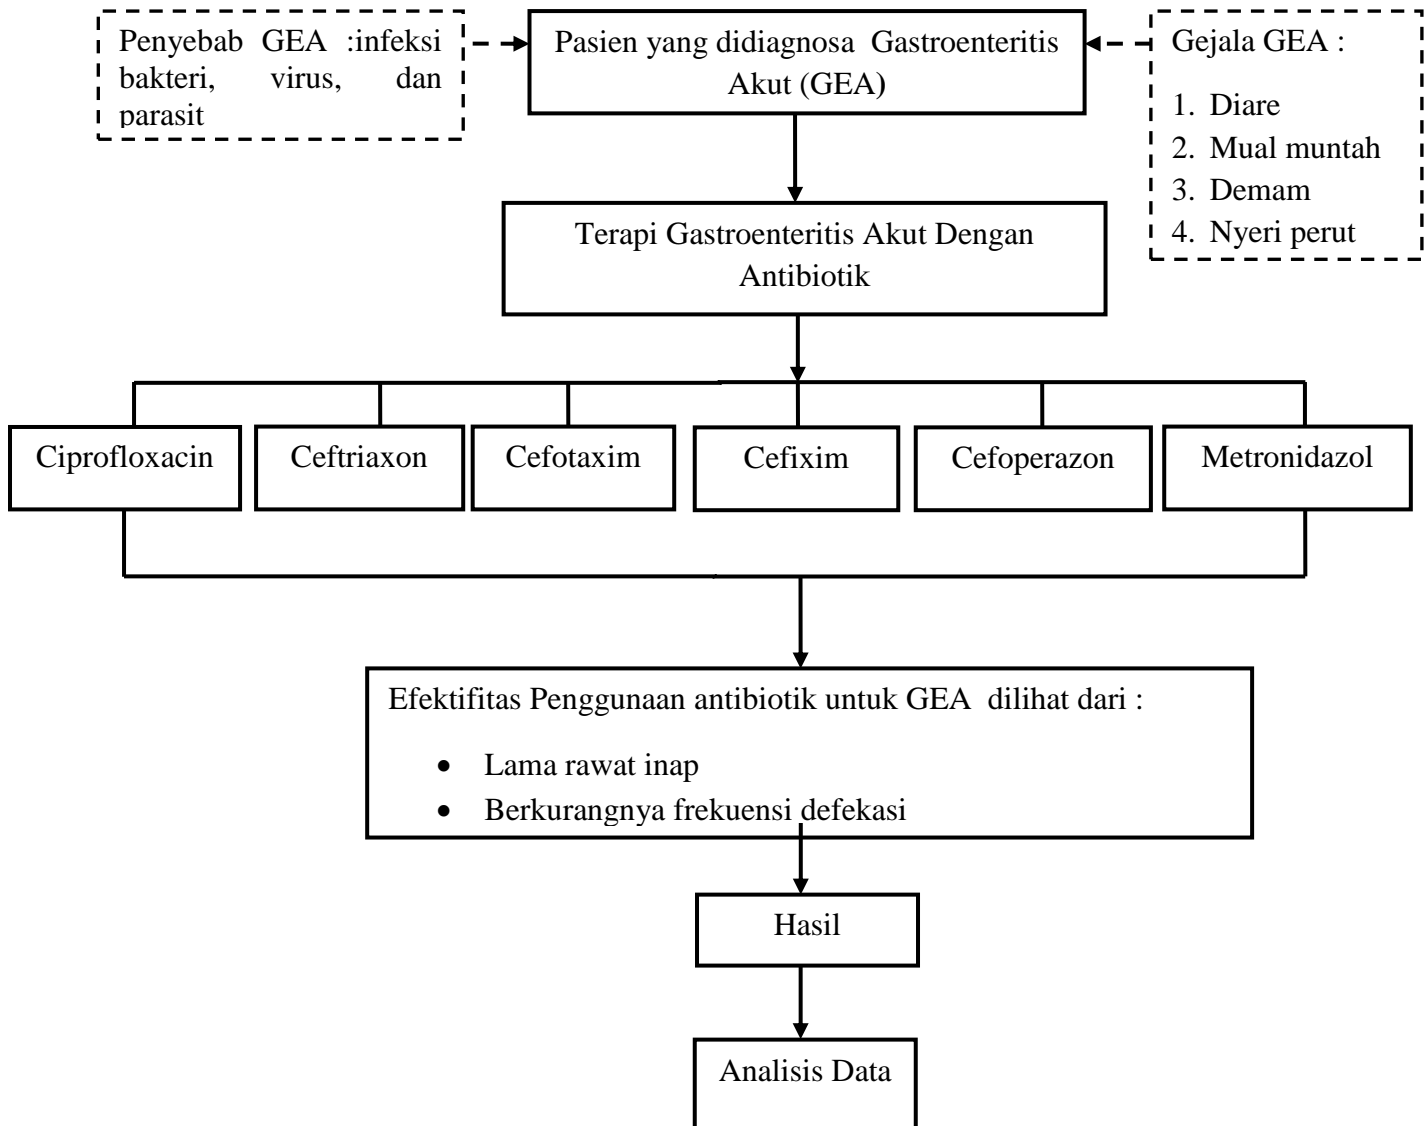 Penyebab GEA :infeksi
bakteri, virus, dan
parasit
Pasien yang didiagnosa Gastroenteritis
Akut (GEA)
Gejala GEA :
1. Diare
2. Mual muntah
3. Demam
4. Nyeri perut
Terapi Gastroenteritis Akut Dengan
Antibiotik
Ciprofloxacin
Ceftriaxon
Cefotaxim
Cefixim
Cefoperazon
Metronidazol
Efektifitas Penggunaan antibiotik untuk GEA dilihat dari :
• Lama rawat inap
• Berkurangnya frekuensi defekasi
Hasil
Analisis Data